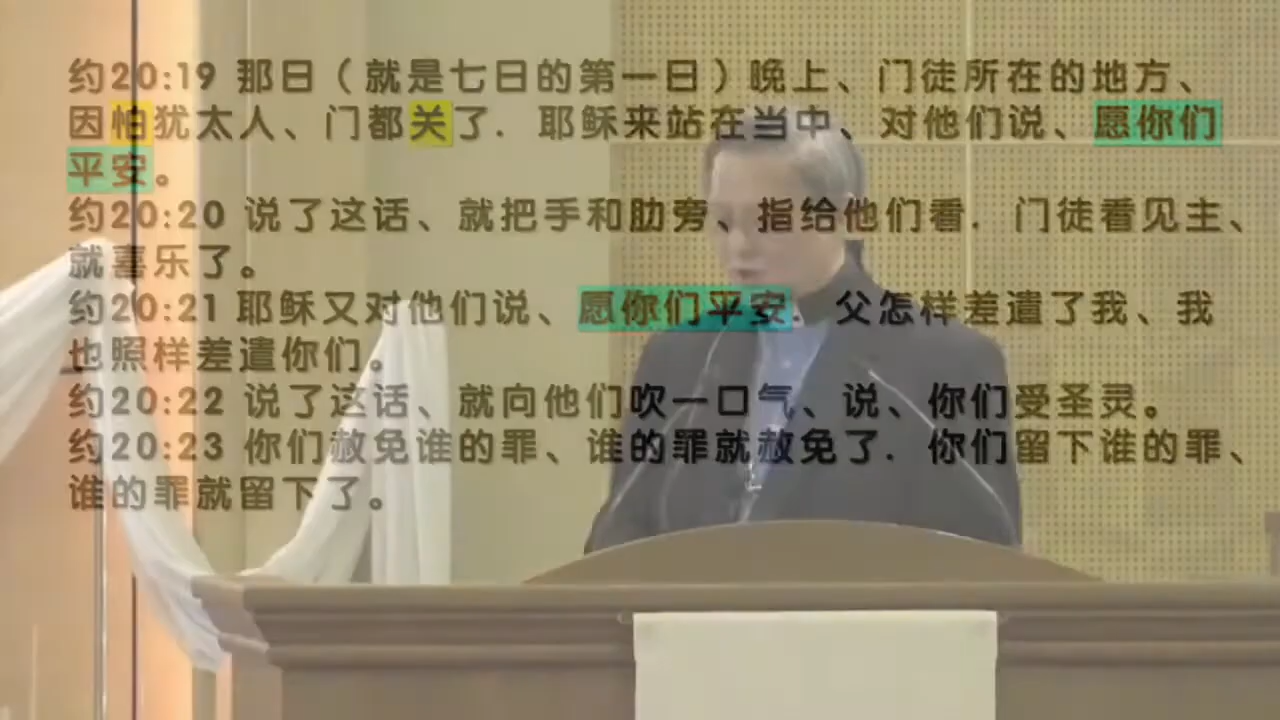 约20:19 那日（就是七日的第一日）晚上、门徒所在的地方、
因怕犹太人、门都关了．耶稣来站在当中、对他们说、愿你们
平安。
约20:20 说了这话、就把手和肋旁、指给他们看．门徒看见主、
就喜乐了。
约20:21 耶稣又对他们说、愿你们平安．父怎样差遣了我、我
也照样差遣你们。
约20:22 说了这话、就向他们吹一口气、说、你们受圣灵。
约20:23 你们赦免谁的罪、谁的罪就赦免了．你们留下谁的罪、
谁的罪就留下了。